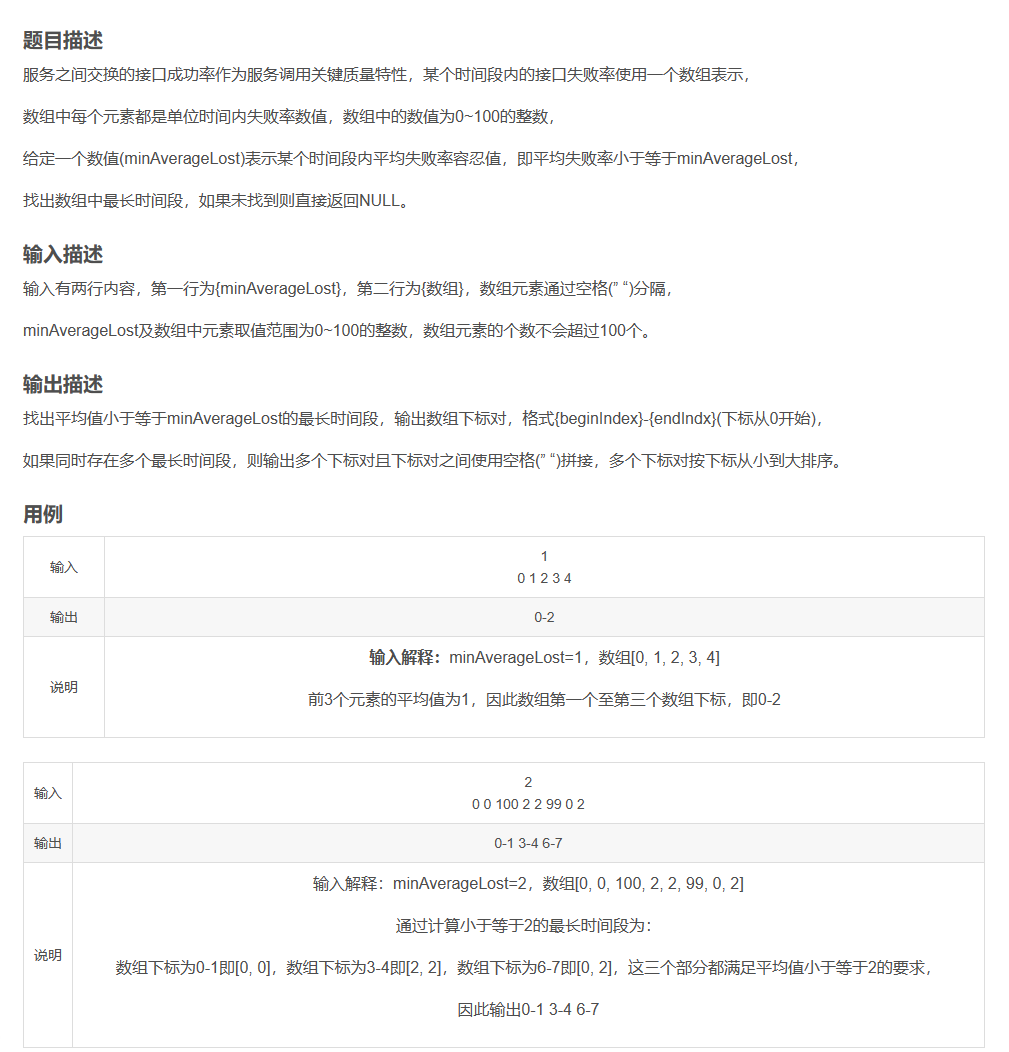 题目描述
服务之间交换的接口成功率作为服务调用关键质量特性，某个时间段内的接口失败率使用一个数组表示，
数组中每个元素都是单位时间内失败率数值，数组中的数值为0~100的整数，
给定一个数值(minAverageLost)表示某个时间段内平均失败率容忍值，即平均失败率小于等于minAverageLost，
找出数组中最长时间段，如果未找到则直接返回NULL。
输入描述
输入有两行内容，第一行为{minAverageLost}，第二行为{数组}，数组元素通过空格(” “)分隔，
minAverageLost及数组中元素取值范围为0~100的整数，数组元素的个数不会超过100个。
输出描述
找出平均值小于等于minAverageLost的最长时间段，输出数组下标对，格式{beginIndex}-{endIndx}(下标从0开始)，
如果同时存在多个最长时间段，则输出多个下标对且下标对之间使用空格(” “)拼接，多个下标对按下标从小到大排序。
用例
输入
1
0 1 2 3 4
输出
0-2
说明
输入解释：minAverageLost=1，数组[0, 1, 2, 3, 4]
前3个元素的平均值为1，因此数组第一个至第三个数组下标，即0-2
输入
2
0 0 100 2 2 99 0 2
输出
0-1 3-4 6-7
说明
输入解释：minAverageLost=2，数组[0, 0, 100, 2, 2, 99, 0, 2]
通过计算小于等于2的最长时间段为：
数组下标为0-1即[0, 0]，数组下标为3-4即[2, 2]，数组下标为6-7即[0, 2]，这三个部分都满足平均值小于等于2的要求，
因此输出0-1 3-4 6-7